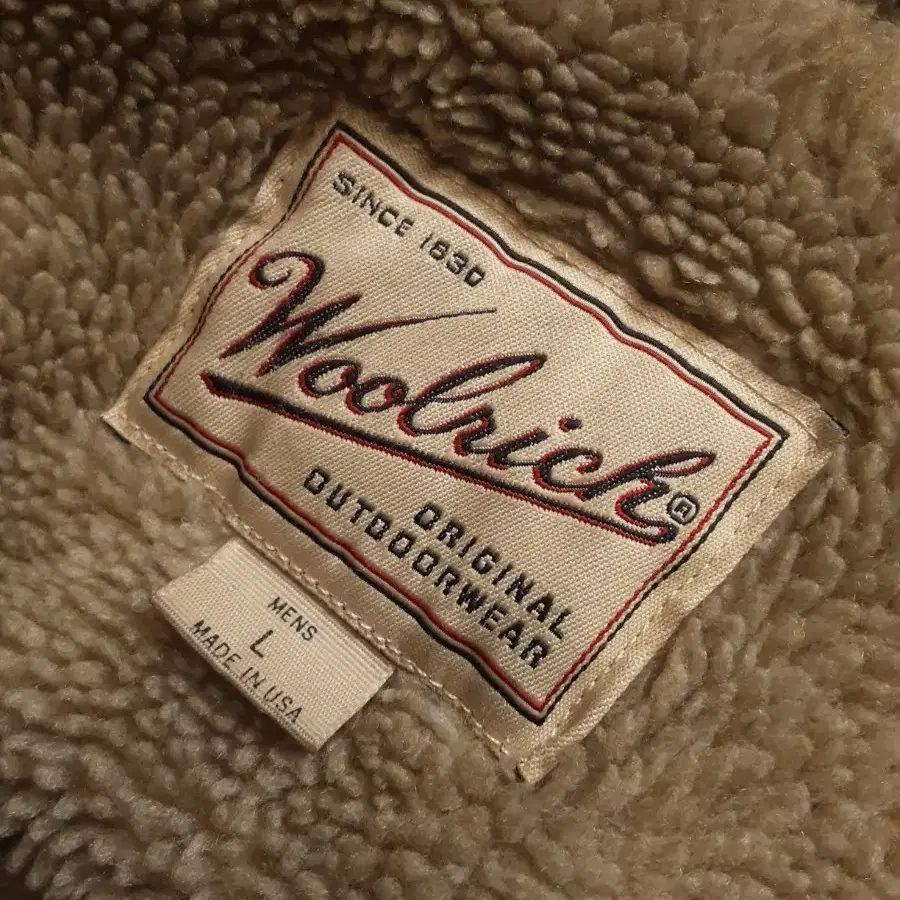 SINCE 1830
Woolrich®
ORIGINAL
OUTDOORWEAR
MENS
L
MADE IN USA